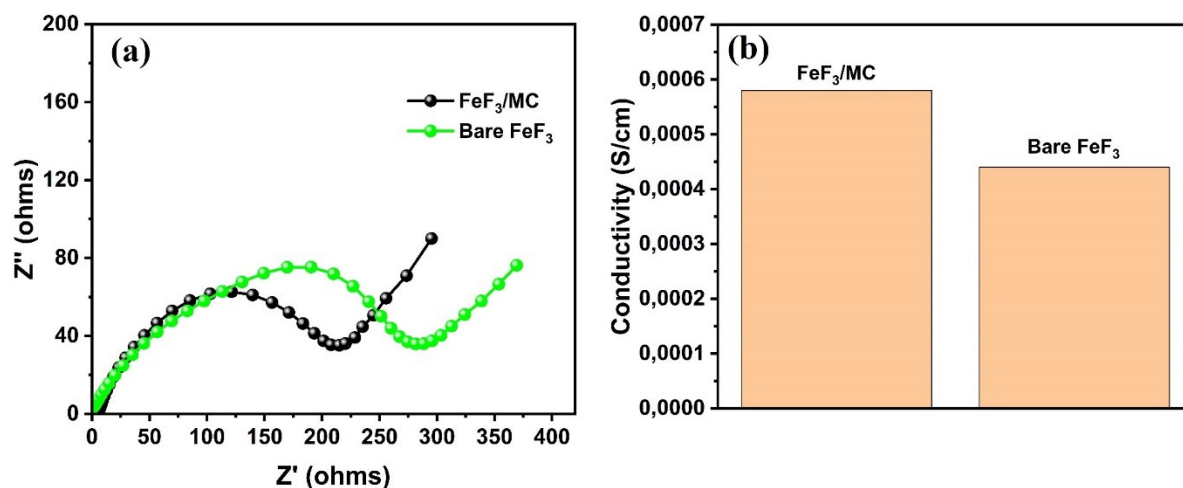 (a)
FeF₃/MC
Bare FeF₃
Z'' (ohms)
200
160
120
80
40
0
0 50 100 150 200 250 300 350 400
Z' (ohms)
(b)
FeF₃/MC
Bare FeF₃
Conductivity (S/cm)
0,0007
0,0006
0,0005
0,0004
0,0003
0,0002
0,0001
0,0000